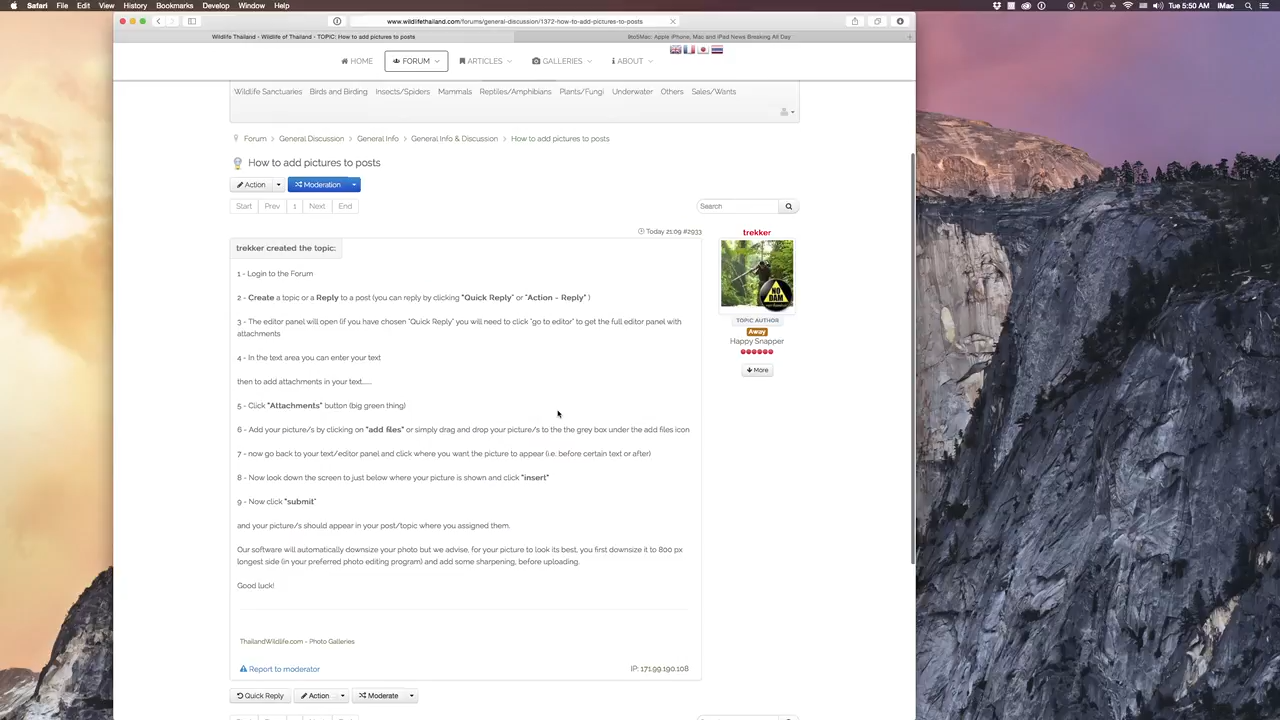 Safari File Edit View History Bookmarks Develop Window Help
5:50 AM iMac
www.wildlifethailand.com/forums/general-discussion/1372-how-to-add-pictures-to-posts
Wildlife Thailand - Wildlife of Thailand - TOPIC: How to add pictures to posts
9to5Mac: Apple iPhone, Mac and iPad News Breaking All Day
HOME FORUM ARTICLES GALLERIES ABOUT
Wildlife Sanctuaries Birds and Birding Insects/Spiders Mammals Reptiles/Amphibians Plants/Fungi Underwater Others Sales/Wants
Forum > General Discussion > General Info > General Info & Discussion > How to add pictures to posts
How to add pictures to posts
Action Moderation
Start Prev 1 Next End
Search
Today 21:09 #2933
trekker
trekker created the topic:
1 - Login to the Forum
2 - Create a topic or a Reply to a post (you can reply by clicking "Quick Reply" or "Action - Reply" )
3 - The editor panel will open (if you have chosen "Quick Reply" you will need to click "go to editor" to get the full editor panel with
attachments
4 - In the text area you can enter your text
then to add attachments in your text.......
5 - Click "Attachments" button (big green thing)
6 - Add your picture/s by clicking on "add files" or simply drag and drop your picture/s to the the grey box under the add files icon
7 - now go back to your text/editor panel and click where you want the picture to appear (i.e. before certain text or after)
8 - Now look down the screen to just below where your picture is shown and click "insert"
9 - Now click "submit"
and your picture/s should appear in your post/topic where you assigned them.
Our software will automatically downsize your photo but we advise, for your picture to look its best, you first downsize it to 800 px
longest side (in your preferred photo editing program) and add some sharpening, before uploading.
Good luck!
ThailandWildlife.com - Photo Galleries
Report to moderator
IP: 171.99.190.108
NO
DAM
TOPIC AUTHOR
Away
Happy Snapper
More
Quick Reply Action Moderate